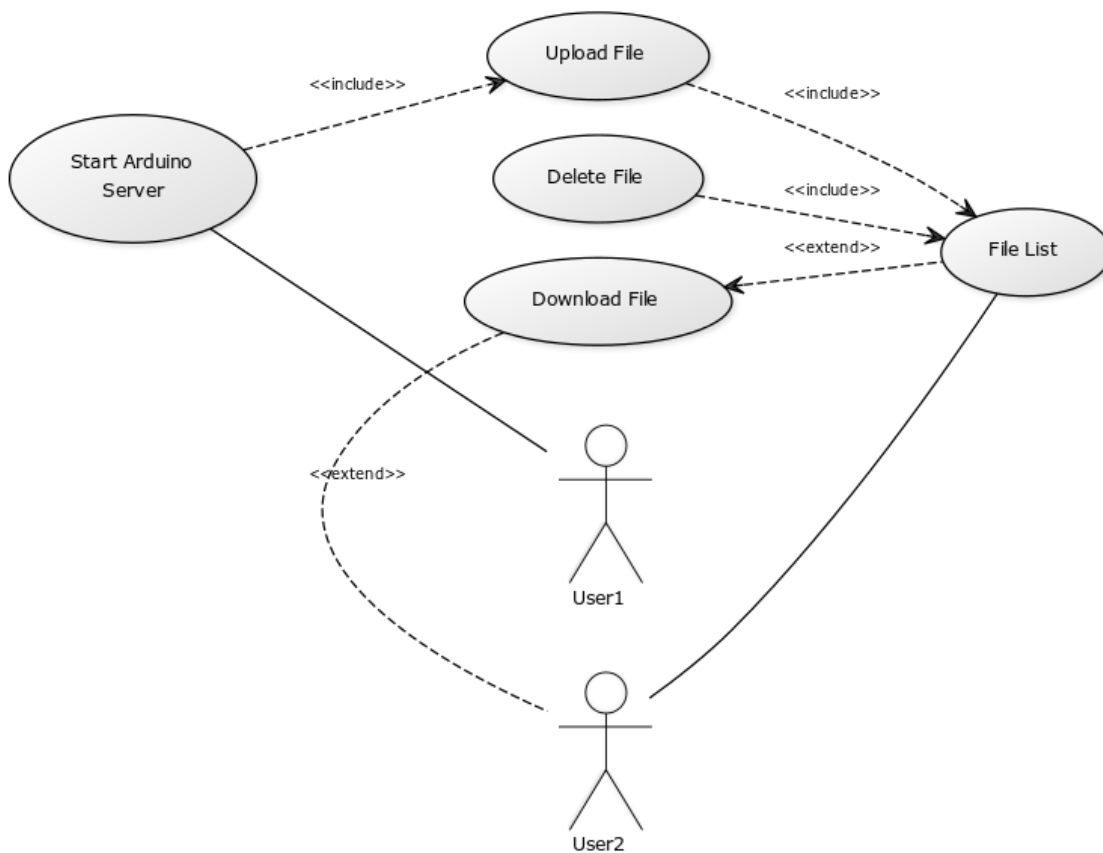 Upload File
<<include>>
<<include>>
Start Arduino
Server
Delete File
<<include>>
File List
<<extend>>
Download File
<<extend>>
User1
User2